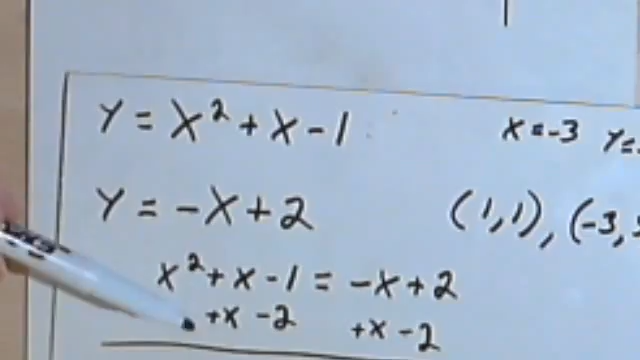 y = x² + x - 1
x = -3 y =
y = -x + 2
(1,1), (-3,
x² + x - 1 = -x + 2
+x - 2 +x - 2